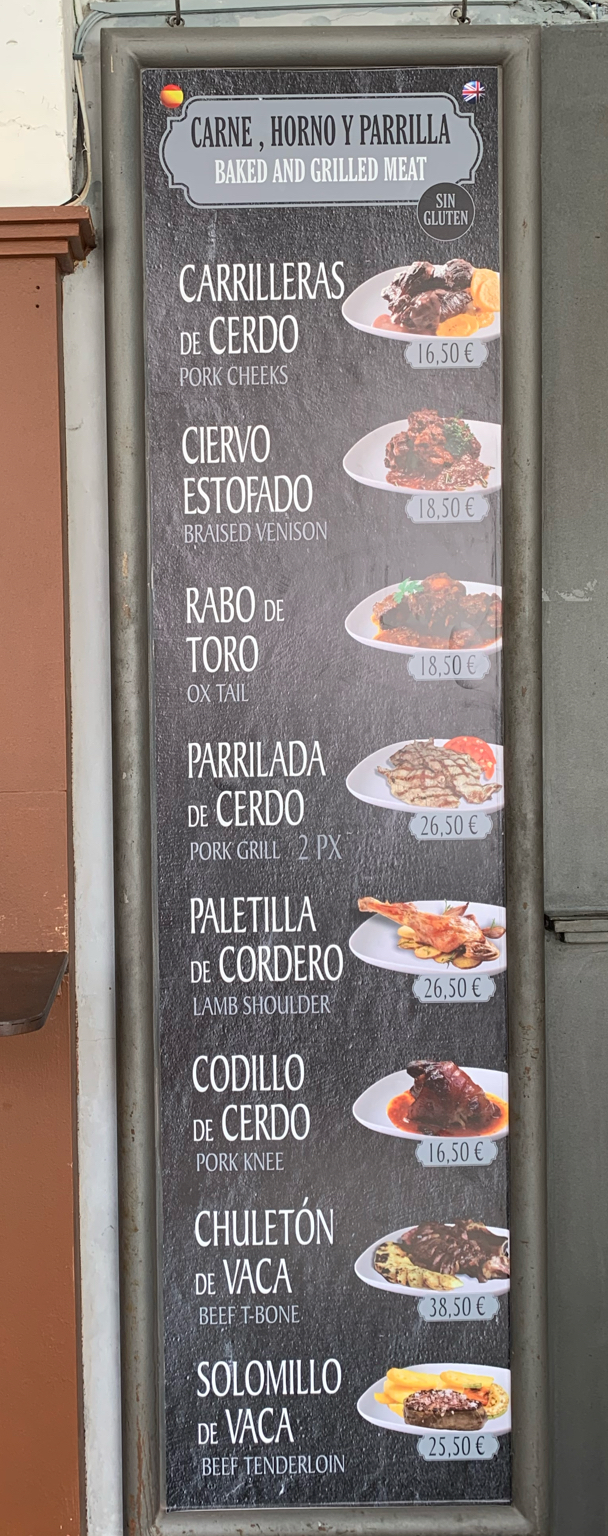 CARNE , HORNO Y PARRILLA
BAKED AND GRILLED MEAT
SIN
GLUTEN
CARRILLERAS
DE CERDO
PORK CHEEKS
16,50 €
CIERVO
ESTOFADO
BRAISED VENISON
18,50 €
RABO DE
TORO
OX TAIL
18,50 €
PARRILADA
DE CERDO
PORK GRILL 2 PX
26,50 €
PALETILLA
DE CORDERO
LAMB SHOULDER
26,50 €
CODILLO
DE CERDO
PORK KNEE
16,50 €
CHULETÓN
DE VACA
BEEF T-BONE
38,50 €
SOLOMILLO
DE VACA
BEEF TENDERLOIN
25,50 €